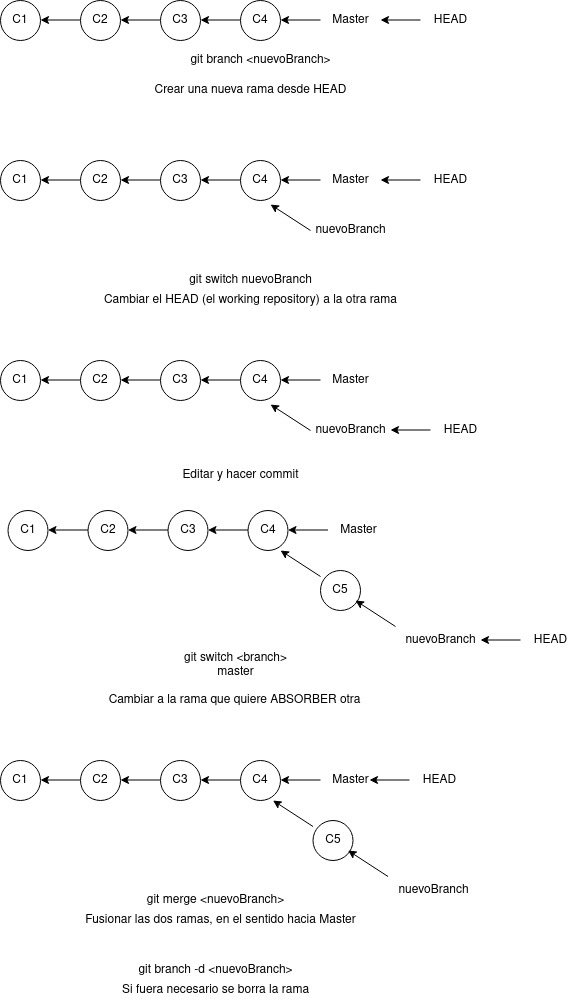 C1 C2 C3 C4 Master HEAD
git branch <nuevoBranch>
Crear una nueva rama desde HEAD
C1 C2 C3 C4 Master HEAD
nuevoBranch
git switch nuevoBranch
Cambiar el HEAD (el working repository) a la otra rama
C1 C2 C3 C4 Master
nuevoBranch HEAD
Editar y hacer commit
C1 C2 C3 C4 Master
C5
nuevoBranch HEAD
git switch <branch>
master
Cambiar a la rama que quiere ABSORBER otra
C1 C2 C3 C4 Master HEAD
C5
nuevoBranch
git merge <nuevoBranch>
Fusionar las dos ramas, en el sentido hacia Master
git branch -d <nuevoBranch>
Si fuera necesario se borra la rama